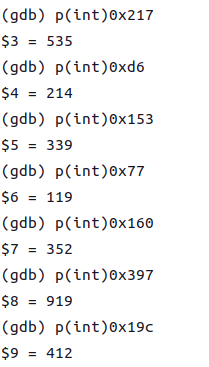 (gdb) p(int)0x217
$3 = 535
(gdb) p(int)0xd6
$4 = 214
(gdb) p(int)0x153
$5 = 339
(gdb) p(int)0x77
$6 = 119
(gdb) p(int)0x160
$7 = 352
(gdb) p(int)0x397
$8 = 919
(gdb) p(int)0x19c
$9 = 412